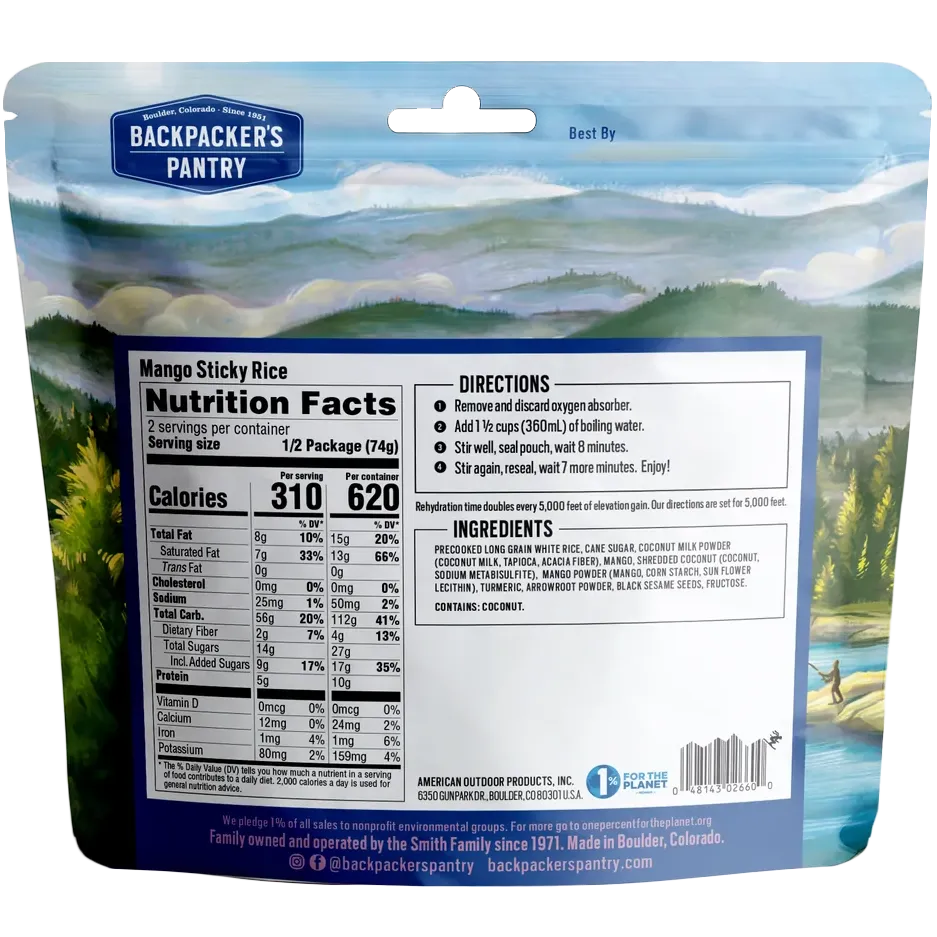 Boulder, Colorado - Since 1951
BACKPACKER'S
PANTRY
Best By
Mango Sticky Rice
Nutrition Facts
2 servings per container
Serving size 1/2 Package (74g)
Per serving Per container
Calories 310 620
% DV* % DV*
Total Fat 8g 10% 15g 20%
Saturated Fat 7g 33% 13g 66%
Trans Fat 0g 0g
Cholesterol 0mg 0% 0mg 0%
Sodium 25mg 1% 50mg 2%
Total Carb. 56g 20% 112g 41%
Dietary Fiber 2g 7% 4g 13%
Total Sugars 14g 27g
Incl. Added Sugars 9g 17% 17g 35%
Protein 5g 10g
Vitamin D 0mcg 0% 0mcg 0%
Calcium 12mg 0% 24mg 2%
Iron 1mg 4% 1mg 6%
Potassium 80mg 2% 159mg 4%
* The % Daily Value (DV) tells you how much a nutrient in a serving
of food contributes to a daily diet. 2,000 calories a day is used for
general nutrition advice.
DIRECTIONS
1 Remove and discard oxygen absorber.
2 Add 1 ½ cups (360mL) of boiling water.
3 Stir well, seal pouch, wait 8 minutes.
4 Stir again, reseal, wait 7 more minutes. Enjoy!
Rehydration time doubles every 5,000 feet of elevation gain. Our directions are set for 5,000 feet.
INGREDIENTS
PRECOOKED LONG GRAIN WHITE RICE, CANE SUGAR, COCONUT MILK POWDER
(COCONUT MILK, TAPIOCA, ACACIA FIBER), MANGO, SHREDDED COCONUT (COCONUT,
SODIUM METABISULFITE), MANGO POWDER (MANGO, CORN STARCH, SUN FLOWER
LECITHIN), TURMERIC, ARROWROOT POWDER, BLACK SESAME SEEDS, FRUCTOSE.
CONTAINS: COCONUT.
AMERICAN OUTDOOR PRODUCTS, INC.
6350 GUNPARK DR., BOULDER, CO 80301 U.S.A.
1% FOR THE
PLANET
0 48143 02660 0
We pledge 1% of all sales to nonprofit environmental groups. For more go to onepercentfortheplanet.org
Family owned and operated by the Smith Family since 1971. Made in Boulder, Colorado.
@backpackerspantry backpackerspantry.com